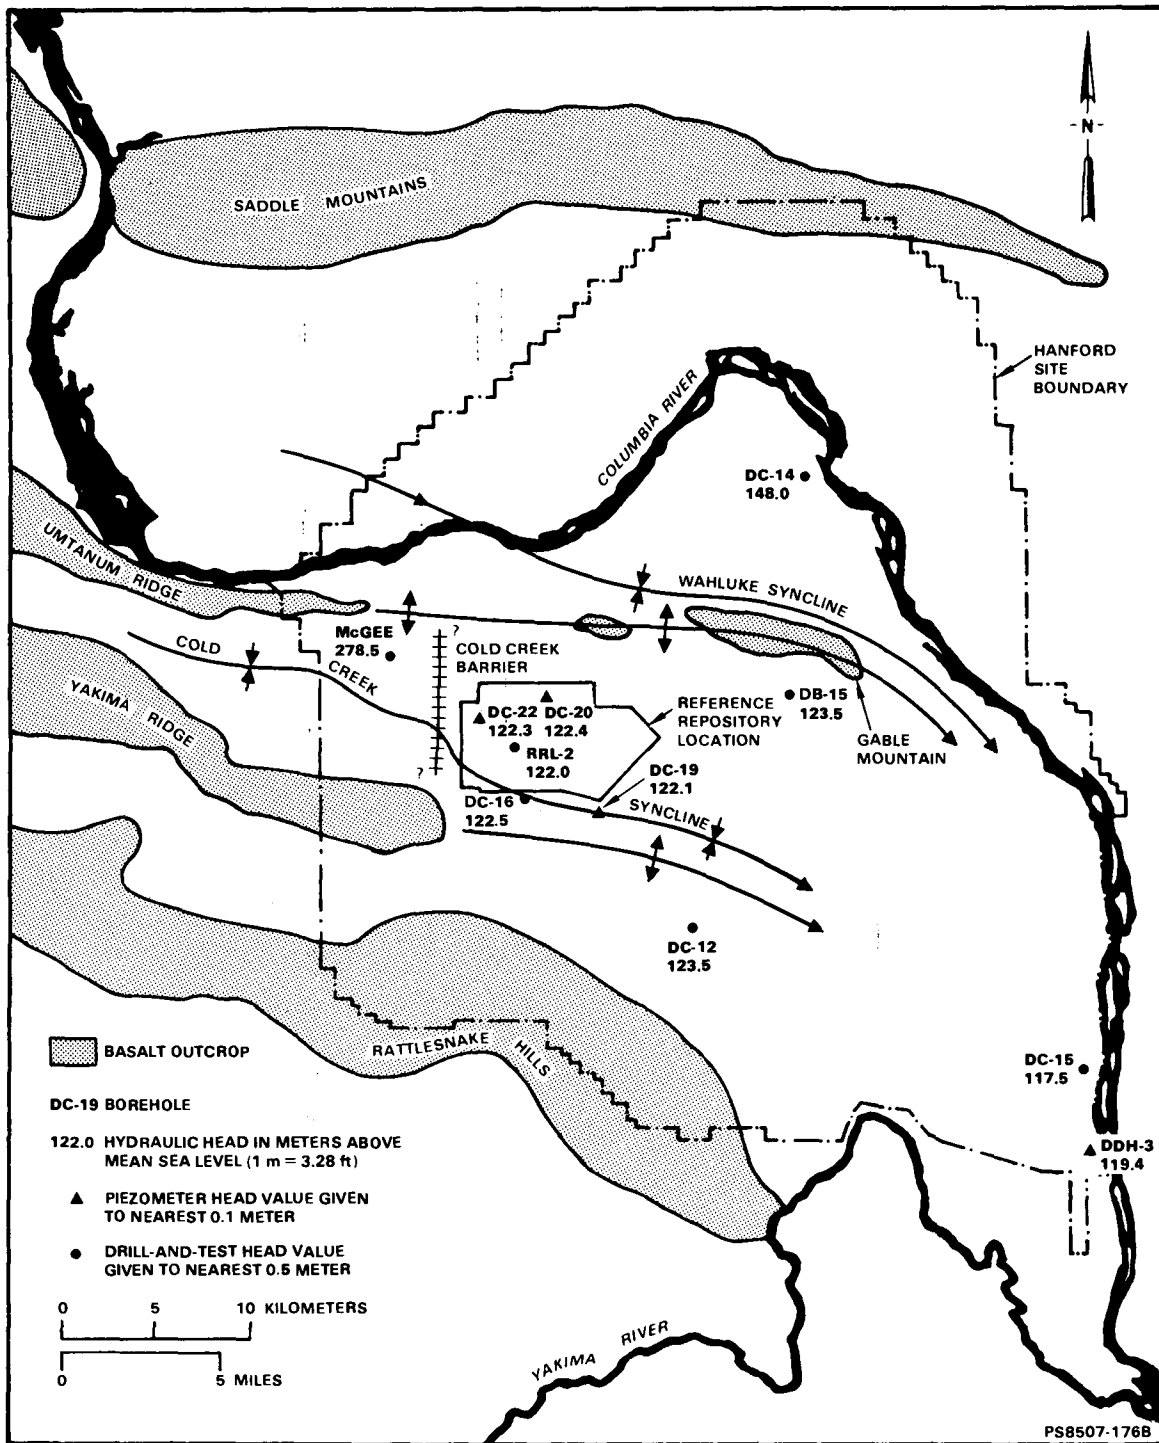 N
SADDLE MOUNTAINS
HANFORD
SITE
BOUNDARY
COLUMBIA RIVER
DC-14
148.0
UMTANUM RIDGE
WAHLUKE SYNCLINE
McGEE
278.5
?
COLD CREEK
BARRIER
COLD CREEK
SYNCLINE
YAKIMA RIDGE
DC-22
122.3
DC-20
122.4
REFERENCE
REPOSITORY
LOCATION
DB-15
123.5
GABLE
MOUNTAIN
RRL-2
122.0
?
DC-19
122.1
DC-16
122.5
DC-12
123.5
RATTLESNAKE HILLS
DC-15
117.5
DDH-3
119.4
BASALT OUTCROP
DC-19 BOREHOLE
122.0 HYDRAULIC HEAD IN METERS ABOVE
MEAN SEA LEVEL (1 m = 3.28 ft)
PIEZOMETER HEAD VALUE GIVEN
TO NEAREST 0.1 METER
DRILL-AND-TEST HEAD VALUE
GIVEN TO NEAREST 0.5 METER
0 5 10 KILOMETERS
0 5 MILES
YAKIMA RIVER
PS8507-176B